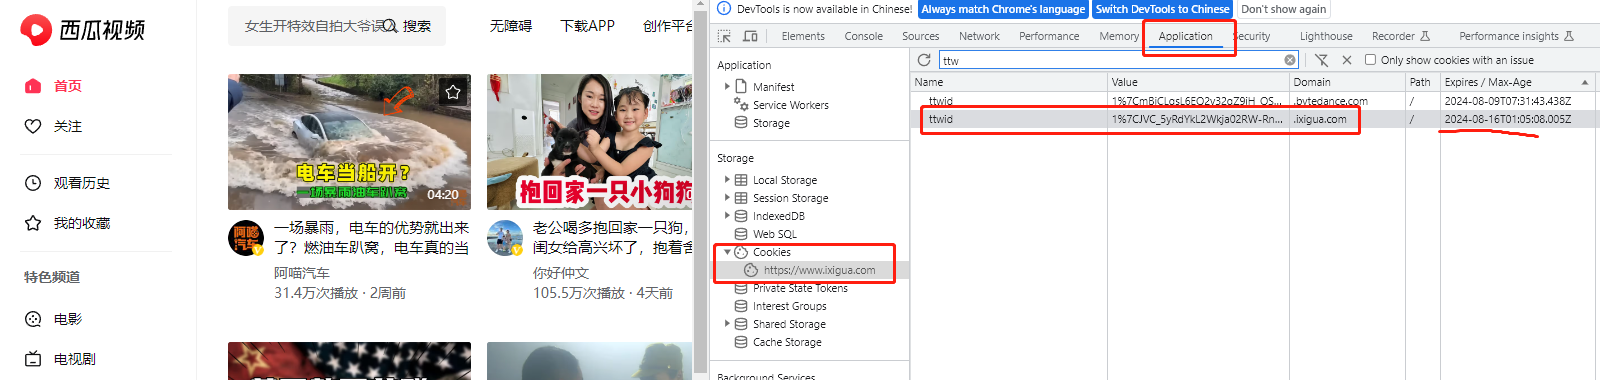 西瓜视频
女生开特效自拍大爷误
搜索
无障碍
下载APP
创作平台
首页
关注
观看历史
我的收藏
特色频道
电影
电视剧
电车当船开?
一场暴雨电车趴窝
04:20
一场暴雨，电车的优势就出来
了？燃油车趴窝，电车真的当
阿喵汽车
31.4万次播放 · 2周前
抱回家一只小狗狗
老公喝多抱回家一只狗，
闺女给高兴坏了，抱着舍
你好仲文
105.5万次播放 · 4天前
DevTools is now available in Chinese!
Always match Chrome's language
Switch DevTools to Chinese
Don't show again
Elements
Console
Sources
Network
Performance
Memory
Application
Security
Lighthouse
Recorder
Performance insights
Application
Manifest
Service Workers
Storage
Storage
Local Storage
Session Storage
IndexedDB
Web SQL
Cookies
https://www.ixigua.com
Private State Tokens
Interest Groups
Shared Storage
Cache Storage
Background Services
ttw
Only show cookies with an issue
Name Value Domain Path Expires / Max-Age
ttwid .bytedance.com / 2024-08-09T07:31:43.438Z
ttwid 1%7CJVC_5yRdYkL2Wkja02RW-Rn... .ixigua.com / 2024-08-16T01:05:08.005Z